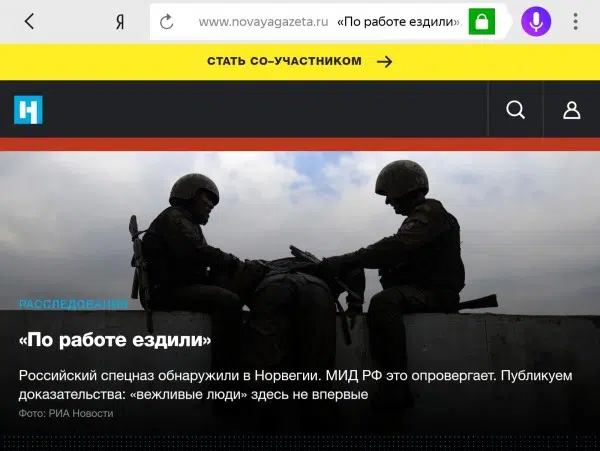 Я www.novayagazeta.ru «По работе ездили»
СТАТЬ СО–УЧАСТНИКОМ
Н
РАССЛЕДОВАНИЯ
«По работе ездили»
Российский спецназ обнаружили в Норвегии. МИД РФ это опровергает. Публикуем
доказательства: «вежливые люди» здесь не впервые
Фото: РИА Новости